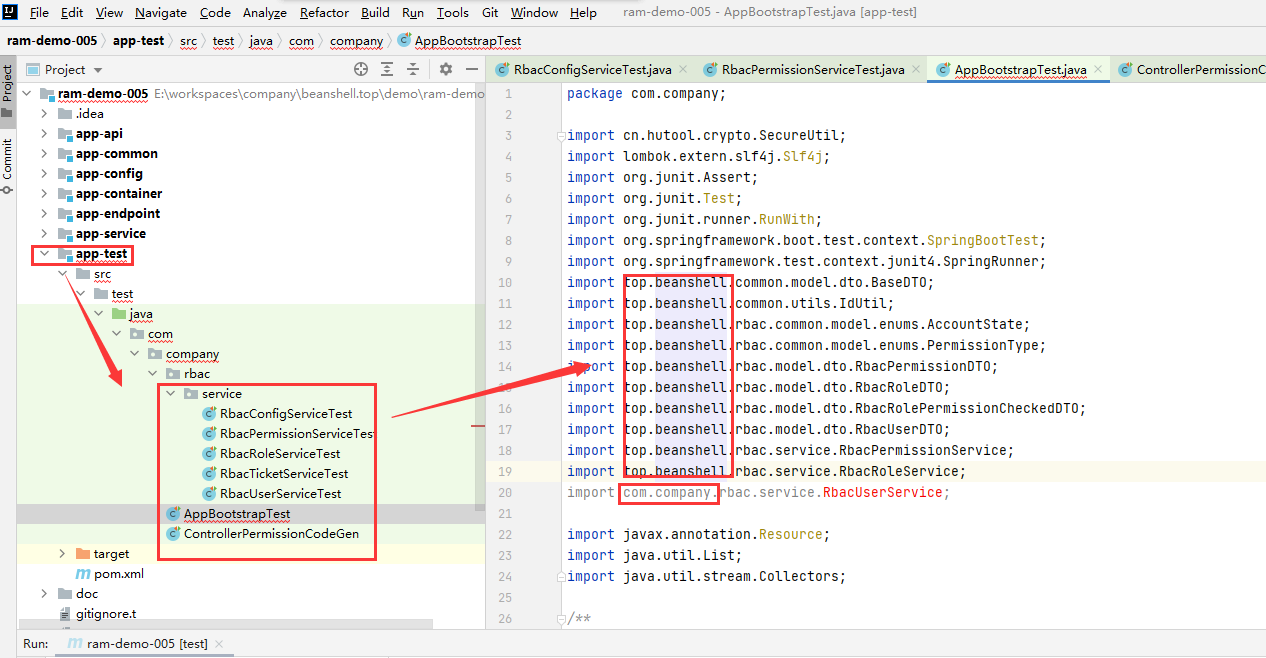 File Edit View Navigate Code Analyze Refactor Build Run Tools Git Window Help ram-demo-005 - AppBootstrapTest.java [app-test]
ram-demo-005 app-test src test java com company AppBootstrapTest
Project
Commit
Project
ram-demo-005 E:\workspaces\company\beanshell.top\demo\ram-demo
.idea
app-api
app-common
app-config
app-container
app-endpoint
app-service
app-test
src
test
java
com
company
rbac
service
RbacConfigServiceTest
RbacPermissionServiceTest
RbacRoleServiceTest
RbacTicketServiceTest
RbacUserServiceTest
AppBootstrapTest
ControllerPermissionCodeGen
target
pom.xml
doc
gitignore.t
RbacConfigServiceTest.java RbacPermissionServiceTest.java AppBootstrapTest.java ControllerPermissionC
1 package com.company;
2
3 import cn.hutool.crypto.SecureUtil;
4 import lombok.extern.slf4j.Slf4j;
5 import org.junit.Assert;
6 import org.junit.Test;
7 import org.junit.runner.RunWith;
8 import org.springframework.boot.test.context.SpringBootTest;
9 import org.springframework.test.context.junit4.SpringRunner;
10 import top.beanshell.common.model.dto.BaseDTO;
11 import top.beanshell.common.utils.IdUtil;
12 import top.beanshell.rbac.common.model.enums.AccountState;
13 import top.beanshell.rbac.common.model.enums.PermissionType;
14 import top.beanshell.rbac.model.dto.RbacPermissionDTO;
15 import top.beanshell.rbac.model.dto.RbacRoleDTO;
16 import top.beanshell.rbac.model.dto.RbacRolePermissionCheckedDTO;
17 import top.beanshell.rbac.model.dto.RbacUserDTO;
18 import top.beanshell.rbac.service.RbacPermissionService;
19 import top.beanshell.rbac.service.RbacRoleService;
20 import com.company.rbac.service.RbacUserService;
21
22 import javax.annotation.Resource;
23 import java.util.List;
24 import java.util.stream.Collectors;
25
26 /**
Run: ram-demo-005 [test]